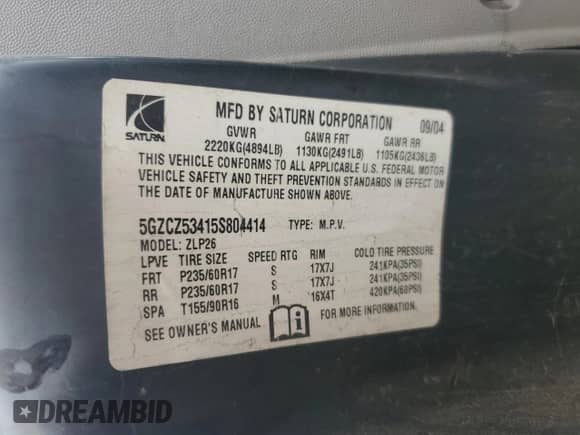 SATURN
MFD BY SATURN CORPORATION 09/04
GVWR GAWR FRT GAWR RR
2220KG(4894LB) 1130KG(2491LB) 1105KG(2436LB)
THIS VEHICLE CONFORMS TO ALL APPLICABLE U.S. FEDERAL MOTOR
VEHICLE SAFETY AND THEFT PREVENTION STANDARDS IN EFFECT ON
THE DATE OF MANUFACTURE SHOWN ABOVE.
5GZCZ53415S804414 TYPE: M.P.V.
MODEL: ZLP26
LPVE TIRE SIZE SPEED RTG RIM COLD TIRE PRESSURE
FRT P235/60R17 S 17X7J 241KPA(35PSI)
RR P235/60R17 S 17X7J 241KPA(35PSI)
SPA T155/90R16 M 16X4T 420KPA(60PSI)
SEE OWNER'S MANUAL i FOR MORE INFORMATION.
DREAMBID